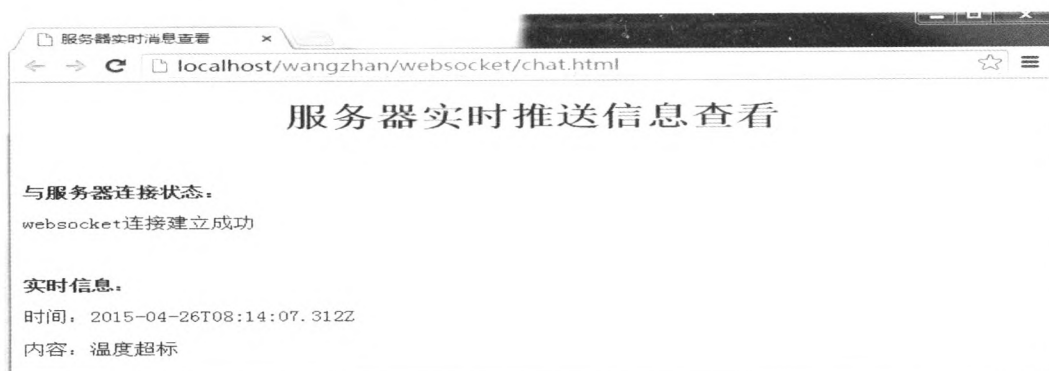 服务器实时消息查看
localhost/wangzhan/websocket/chat.html
服务器实时推送信息查看
与服务器连接状态：
websocket连接建立成功
实时信息：
时间：2015-04-26T08:14:07.312Z
内容：温度超标